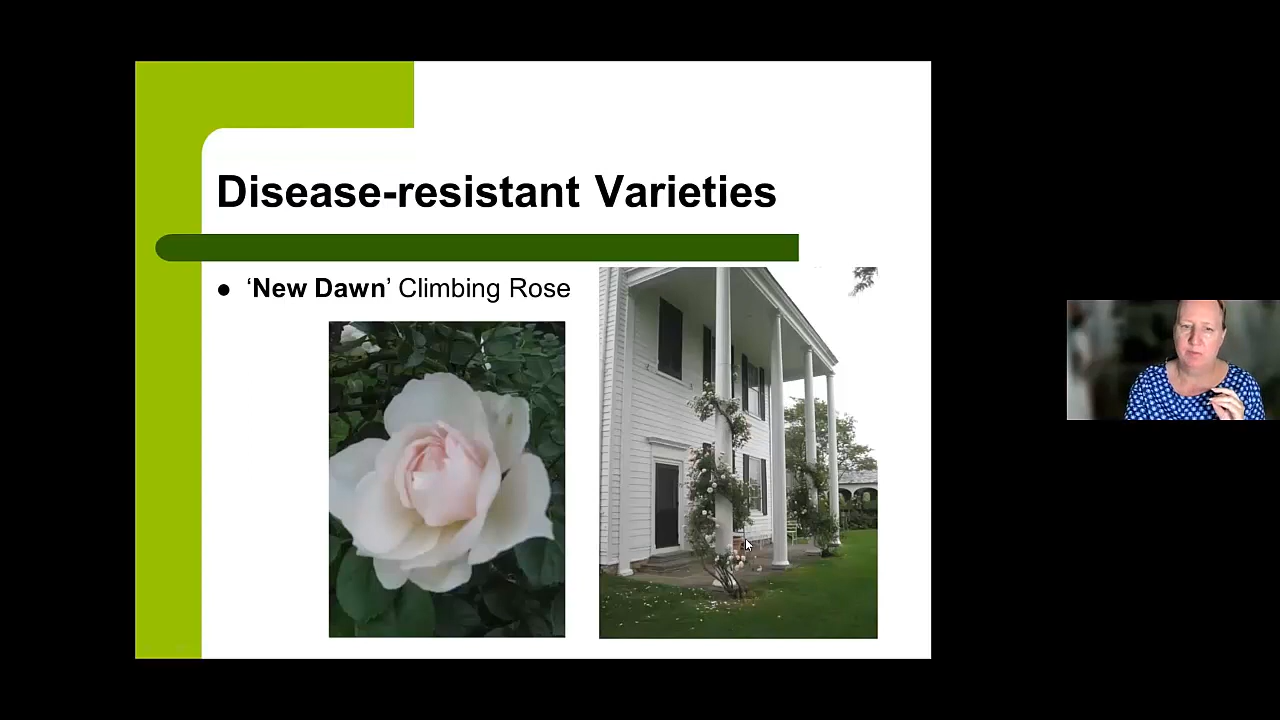 Disease-resistant Varieties
● ‘New Dawn’ Climbing Rose